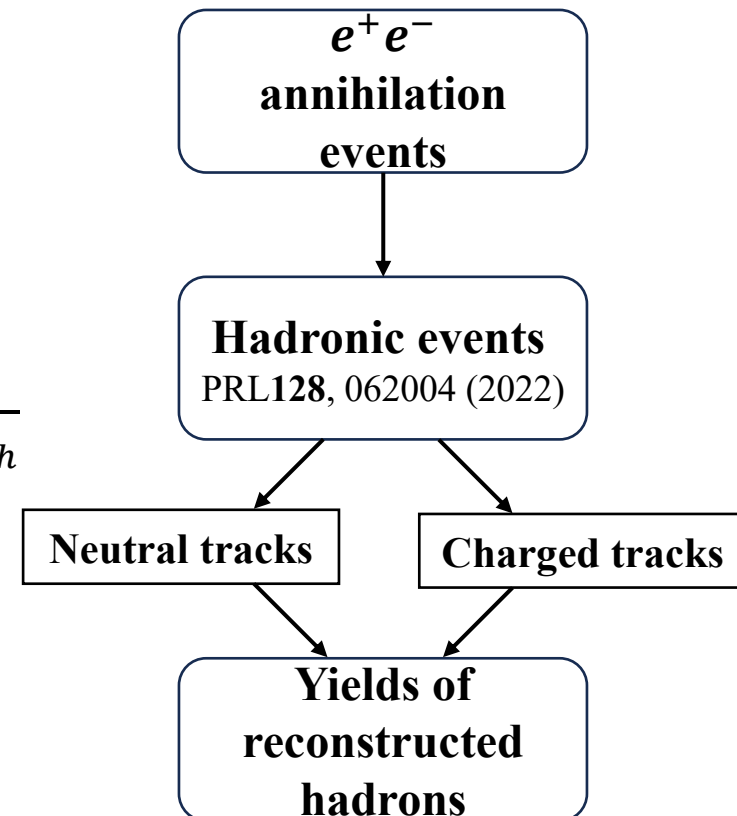 e⁺e⁻
annihilation
events
Hadronic events
PRL128, 062004 (2022)
h
Neutral tracks
Charged tracks
Yields of
reconstructed
hadrons